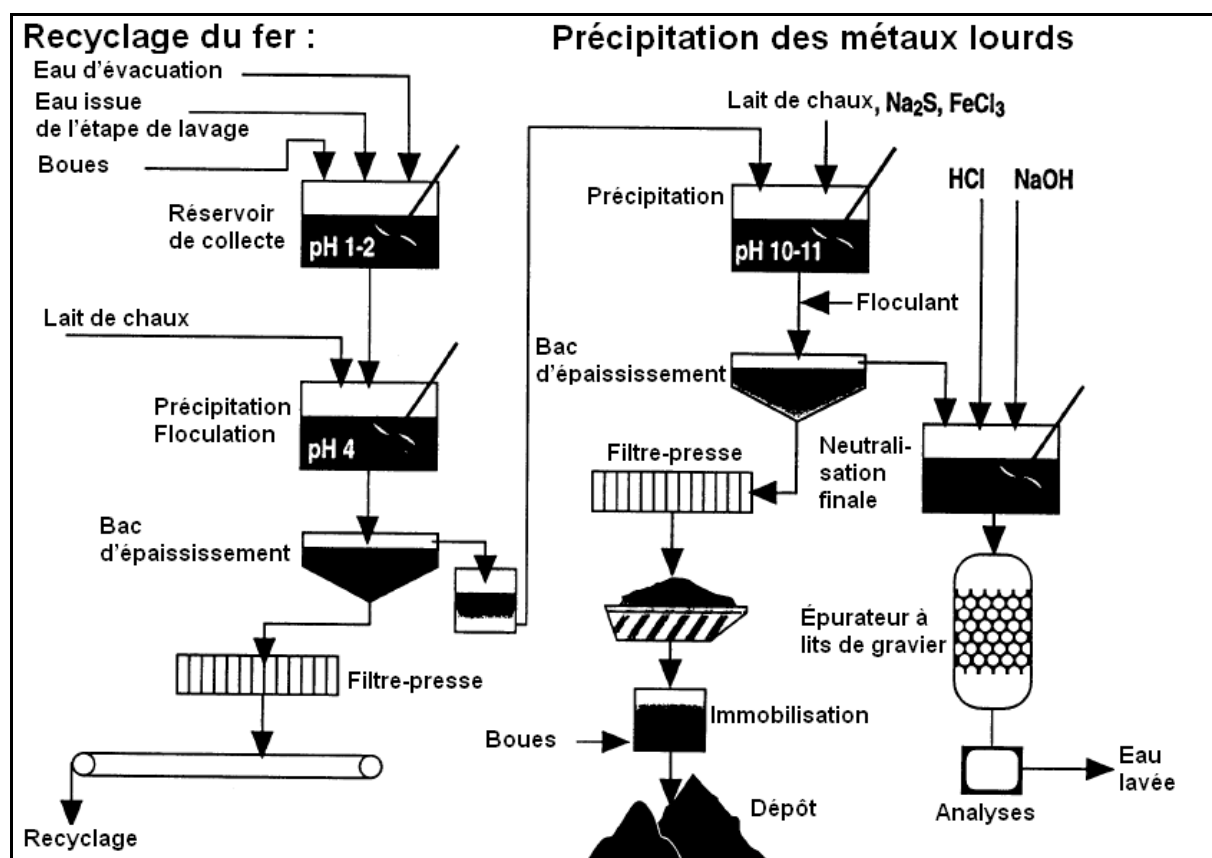 Recyclage du fer :
Eau d'évacuation
Eau issue
de l'étape de lavage
Boues
Réservoir
de collecte
pH 1-2
Lait de chaux
Précipitation
Floculation
pH 4
Bac
d'épaississement
Filtre-presse
Recyclage
Précipitation des métaux lourds
Lait de chaux, Na₂S, FeCl₃
Précipitation
pH 10-11
HCl NaOH
Floculant
Bac
d'épaississement
Filtre-presse
Neutrali-
sation
finale
Épurateur à
lits de gravier
Immobilisation
Boues
Dépôt
Analyses
Eau
lavée